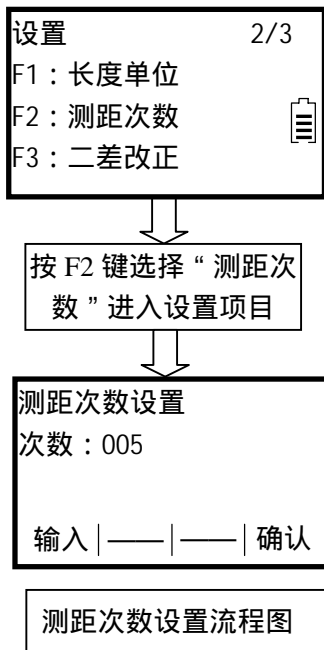 设置 2/3
F1：长度单位
F2：测距次数
F3：二差改正
按 F2 键选择“测距次
数”进入设置项目
测距次数设置
次数：005
输入│——│——│确认
测距次数设置流程图